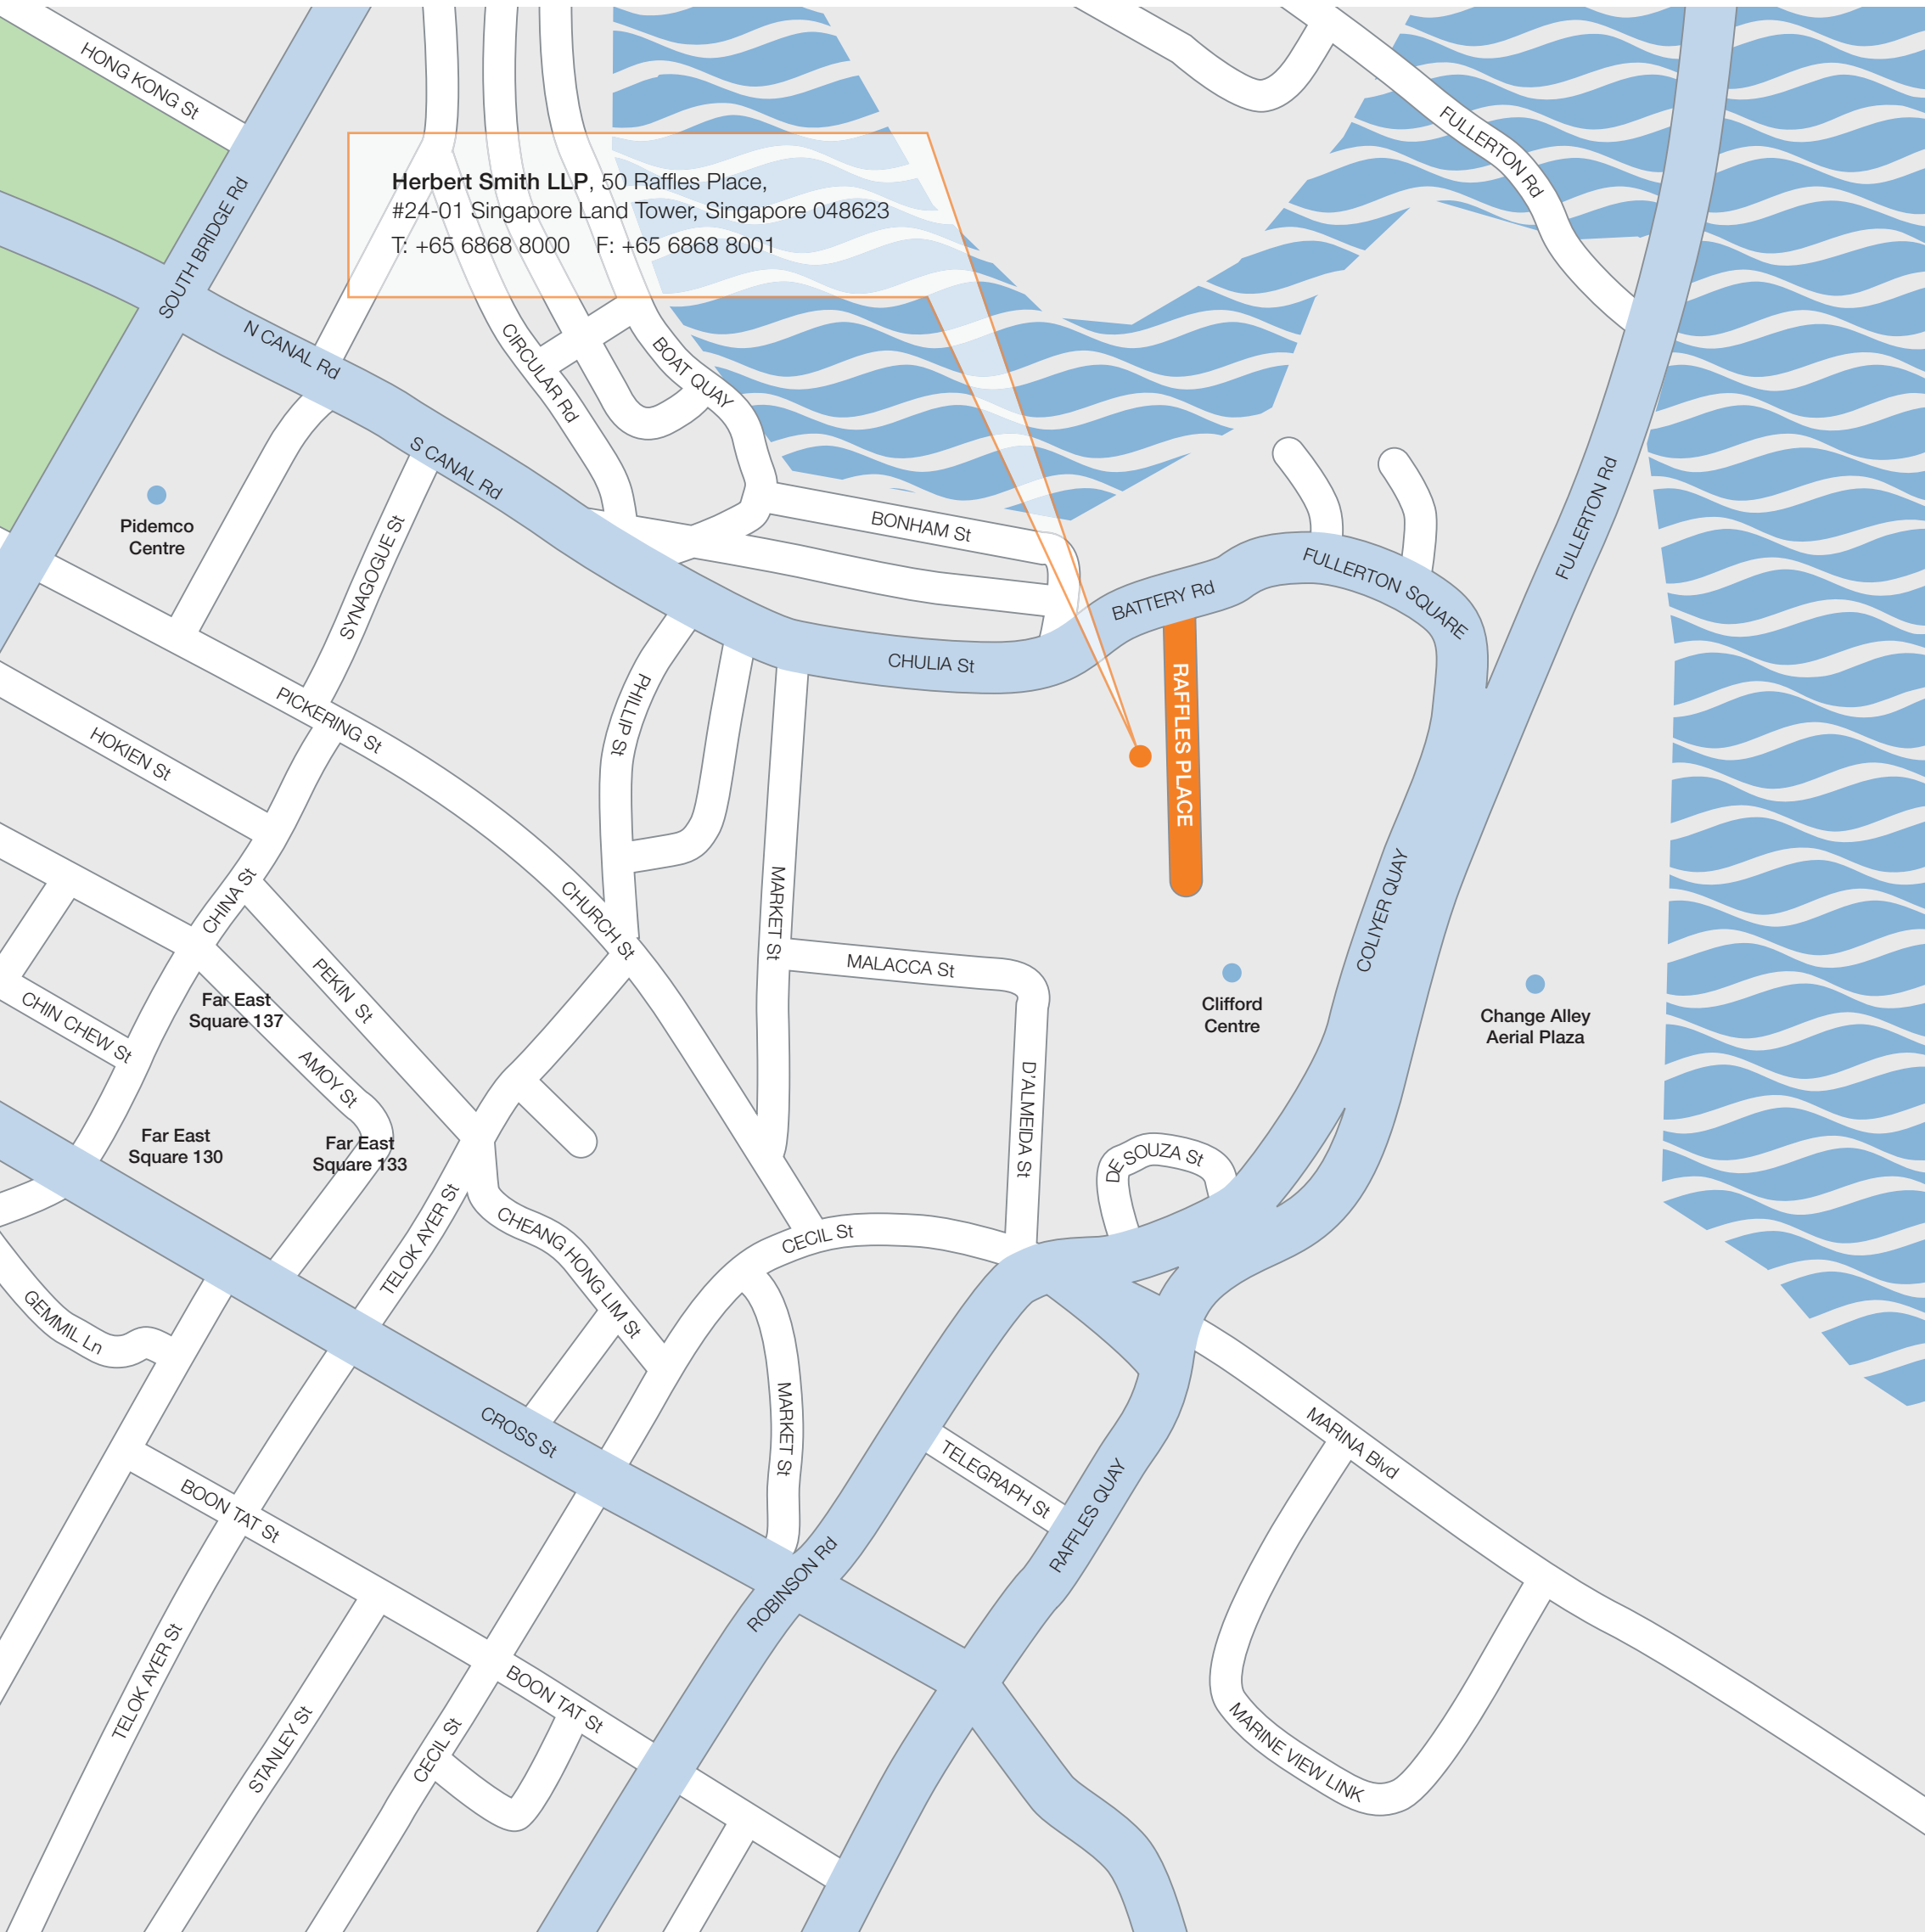 HONG KONG St
FULLERTON Rd
SOUTH BRIDGE Rd
Herbert Smith LLP, 50 Raffles Place,
#24-01 Singapore Land Tower, Singapore 048623
T: +65 6868 8000 F: +65 6868 8001
N CANAL Rd
CIRCULAR Rd
BOAT QUAY
S CANAL Rd
Pidemco
Centre
SYNAGOGUE St
BONHAM St
BATTERY Rd
FULLERTON SQUARE
FULLERTON Rd
CHULIA St
RAFFLES PLACE
PHILLIP St
PICKERING St
HOKIEN St
CHINA St
CHURCH St
MARKET St
MALACCA St
COLIYER QUAY
Clifford
Centre
Change Alley
Aerial Plaza
PEKIN St
Far East
Square 137
CHIN CHEW St
AMOY St
D'ALMEIDA St
Far East
Square 130
Far East
Square 133
DE SOUZA St
TELOK AYER St
CHEANG HONG LIM St
CECIL St
GEMMIL Ln
CROSS St
MARKET St
TELEGRAPH St
RAFFLES QUAY
MARINA Blvd
BOON TAT St
ROBINSON Rd
TELOK AYER St
STANLEY St
CECIL St
BOON TAT St
MARINE VIEW LINK